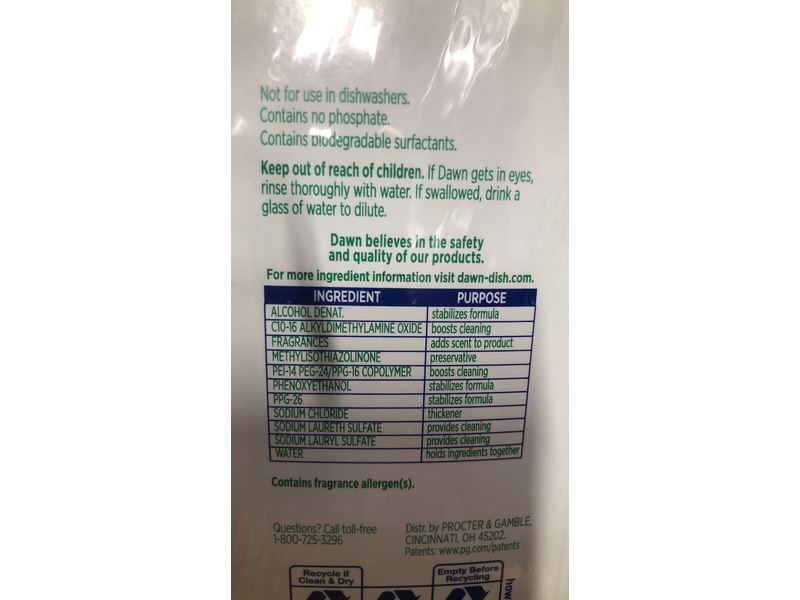 Not for use in dishwashers.
Contains no phosphate.
Contains biodegradable surfactants.
Keep out of reach of children. If Dawn gets in eyes,
rinse thoroughly with water. If swallowed, drink a
glass of water to dilute.
Dawn believes in the safety
and quality of our products.
For more ingredient information visit dawn-dish.com.
INGREDIENT PURPOSE
ALCOHOL DENAT. stabilizes formula
C10-16 ALKYLDIMETHYLAMINE OXIDE boosts cleaning
FRAGRANCES adds scent to product
METHYLISOTHIAZOLINONE preservative
PEI-14 PEG-24/PPG-16 COPOLYMER boosts cleaning
PHENOXYETHANOL stabilizes formula
PPG-26 stabilizes formula
SODIUM CHLORIDE thickener
SODIUM LAURETH SULFATE provides cleaning
SODIUM LAURYL SULFATE provides cleaning
WATER holds ingredients together
Contains fragrance allergen(s).
Questions? Call toll-free
1-800-725-3296
Distr. by PROCTER & GAMBLE,
CINCINNATI, OH 45202.
Patents: www.pg.com/patents
Recycle if
Clean & Dry
Empty Before
Recycling
how